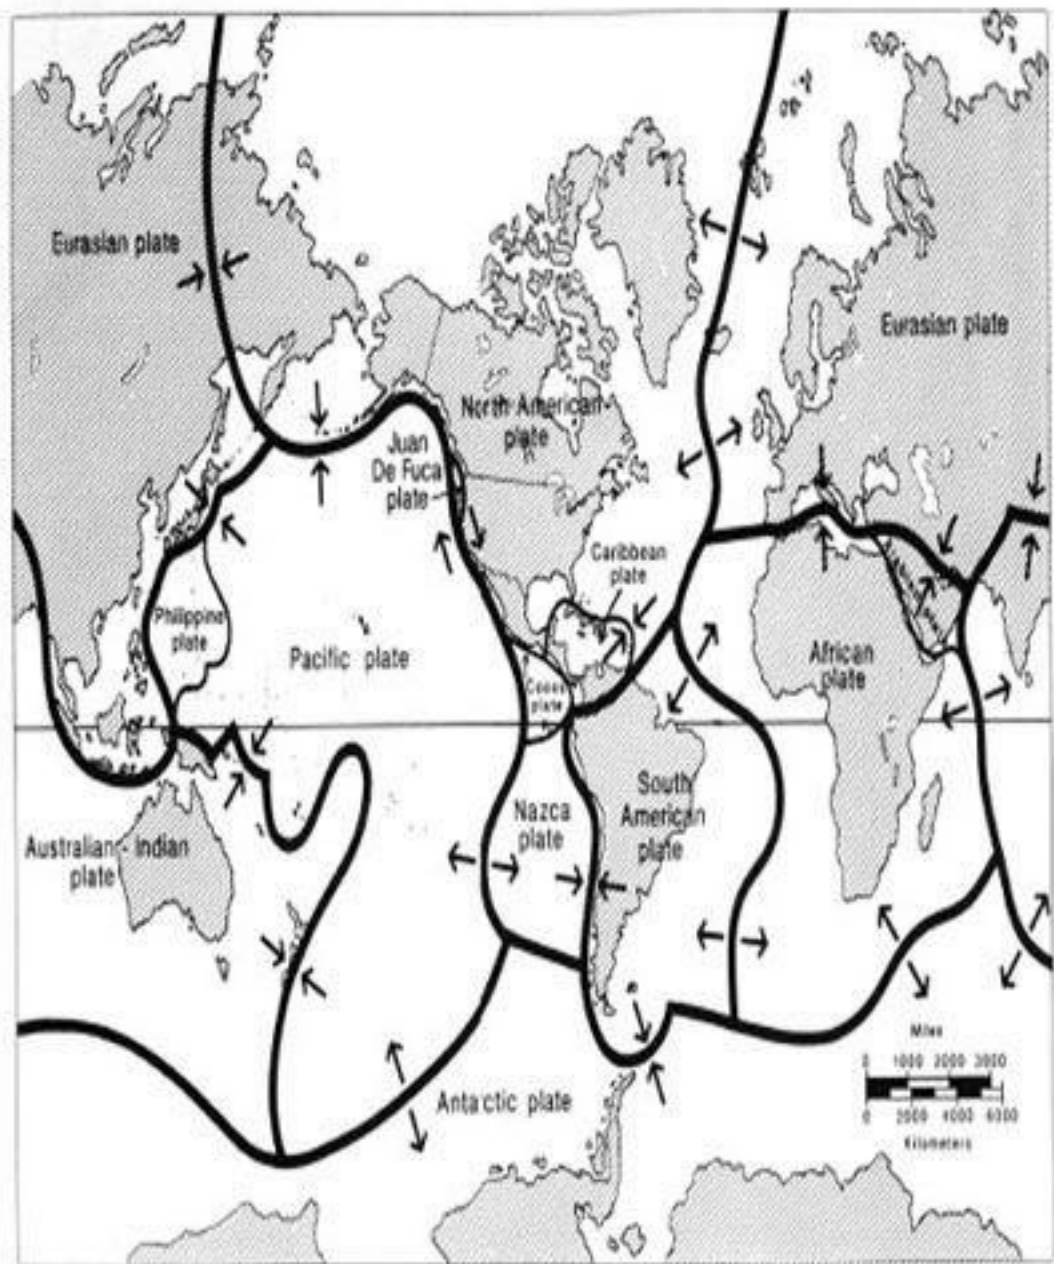 Eurasian plate
Eurasian plate
North American
plate
Juan
De Fuca
plate
Caribbean
plate
Philippine
plate
Pacific plate
Cocos
plate
African
plate
South
American
plate
Nazca
plate
Australian - Indian
plate
Miles
0 1000 2000 3000
0 2000 4000 6000
Kilometers
Anta ctic plate